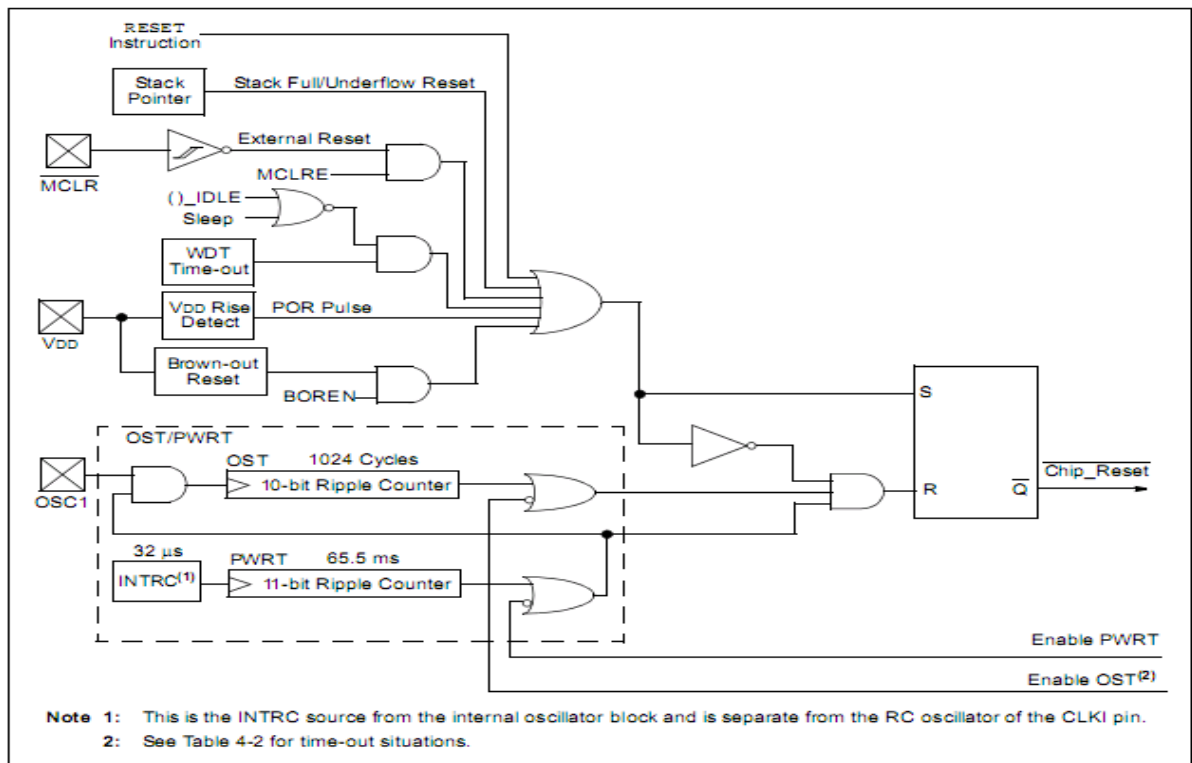 RESET
Instruction
Stack
Pointer
Stack Full/Underflow Reset
External Reset
MCLR
MCLRE
( )_IDLE
Sleep
WDT
Time-out
VDD Rise
Detect
POR Pulse
VDD
Brown-out
Reset
BOREN
S
OST/PWRT
OST
1024 Cycles
10-bit Ripple Counter
OSC1
Chip_Reset
R
Q
32 µs
INTRC(1)
PWRT
65.5 ms
11-bit Ripple Counter
Enable PWRT
Enable OST(2)
Note 1: This is the INTRC source from the internal oscillator block and is separate from the RC oscillator of the CLKI pin.
2: See Table 4-2 for time-out situations.